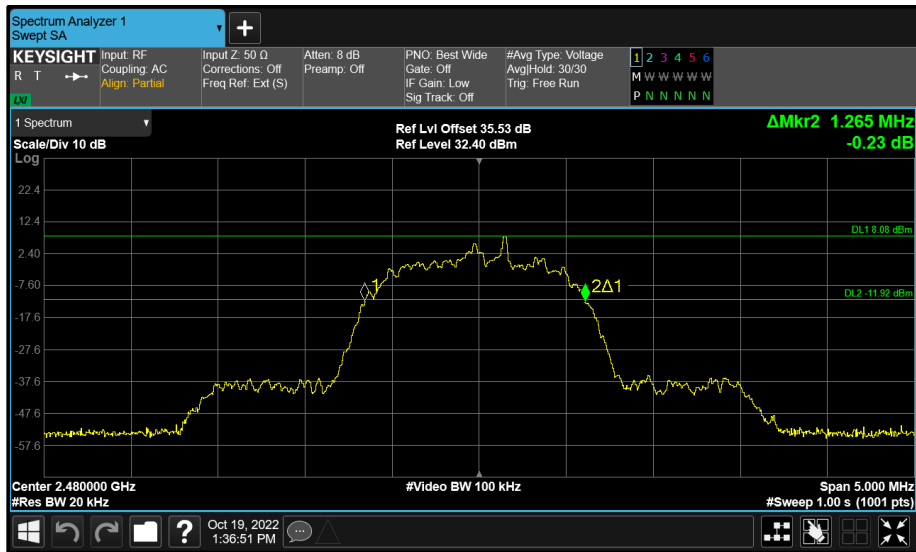 Spectrum Analyzer 1
Swept SA
KEYSIGHT
R T
LXI
Input: RF
Coupling: AC
Align: Partial
Input Z: 50 Ω
Corrections: Off
Freq Ref: Ext (S)
Atten: 8 dB
Preamp: Off
PNO: Best Wide
Gate: Off
IF Gain: Low
Sig Track: Off
#Avg Type: Voltage
Avg|Hold: 30/30
Trig: Free Run
1 2 3 4 5 6
M W W W W W
P N N N N N
1 Spectrum
Scale/Div 10 dB
Log
Ref Lvl Offset 35.53 dB
Ref Level 32.40 dBm
ΔMkr2 1.265 MHz
-0.23 dB
22.4
12.4
DL1 8.08 dBm
2.40
-7.60
1
2Δ1
DL2 -11.92 dBm
-17.6
-27.6
-37.6
-47.6
-57.6
Center 2.480000 GHz
#Video BW 100 kHz
Span 5.000 MHz
#Res BW 20 kHz
#Sweep 1.00 s (1001 pts)
?
Oct 19, 2022
1:36:51 PM